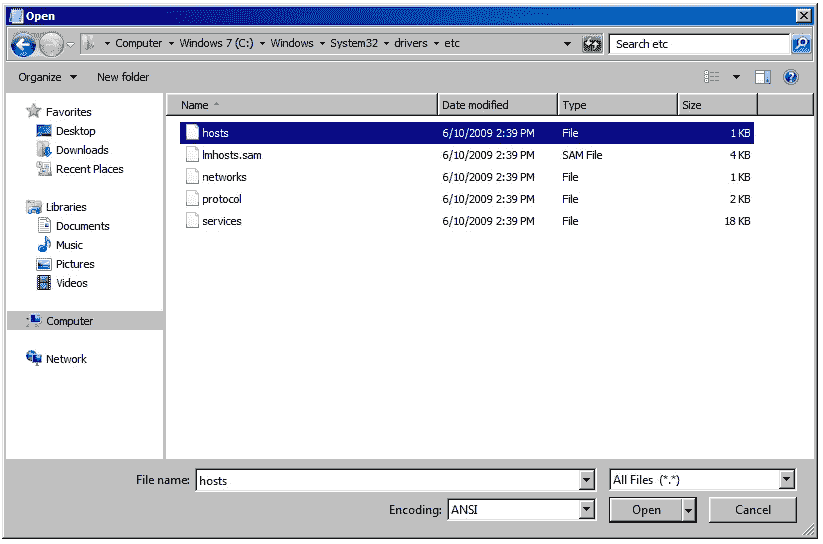 Open
Computer Windows 7 (C:) Windows System32 drivers etc Search etc
Organize New folder
Favorites
Desktop
Downloads
Recent Places
Libraries
Documents
Music
Pictures
Videos
Computer
Network
Name Date modified Type Size
hosts 6/10/2009 2:39 PM File 1 KB
lmhosts.sam 6/10/2009 2:39 PM SAM File 4 KB
networks 6/10/2009 2:39 PM File 1 KB
protocol 6/10/2009 2:39 PM File 2 KB
services 6/10/2009 2:39 PM File 18 KB
File name: hosts All Files (*.*)
Encoding: ANSI Open Cancel